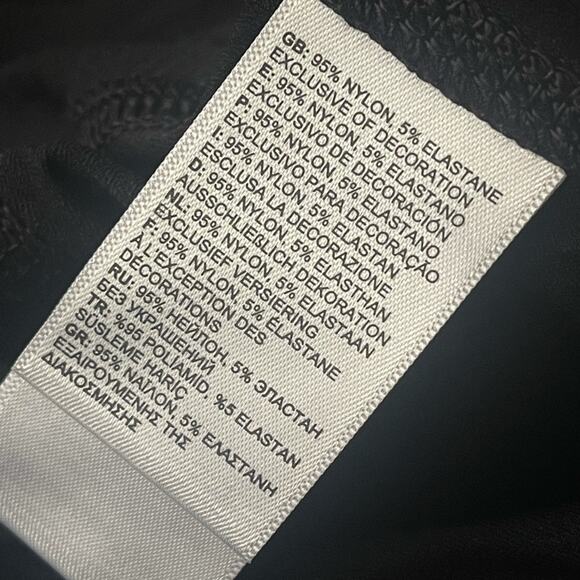 GB: 95% NYLON, 5% ELASTANE
EXCLUSIVE OF DECORATION
E: 95% NYLON, 5% ELASTANO
EXCLUSIVO DE DECORACIÓN
P: 95% NYLON, 5% ELASTANO
EXCLUSIVO PARA DECORAÇÃO
I: 95% NYLON, 5% ELASTAN
ESCLUSA LA DECORAZIONE
D: 95% NYLON, 5% ELASTHAN
AUSSCHLIEßLICH DEKORATION
NL: 95% NYLON, 5% ELASTAAN
EXCLUSIEF VERSIERING
F: 95% NYLON, 5% ÉLASTANE
À L'EXCEPTION DES
DÉCORATIONS
RU: 95% НЕЙЛОН, 5% ЭЛАСТАН
БЕЗ УКРАШЕНИЙ
TR: %95 POLIAMID, %5 ELASTAN
SÜSLEME HARİÇ
GR: 95% ΝΑΪΛΟΝ, 5% ΕΛΑΣΤΑΝΗ
ΕΞΑΙΡΟΥΜΕΝΗΣ ΤΗΣ
ΔΙΑΚΟΣΜΗΣΗΣ